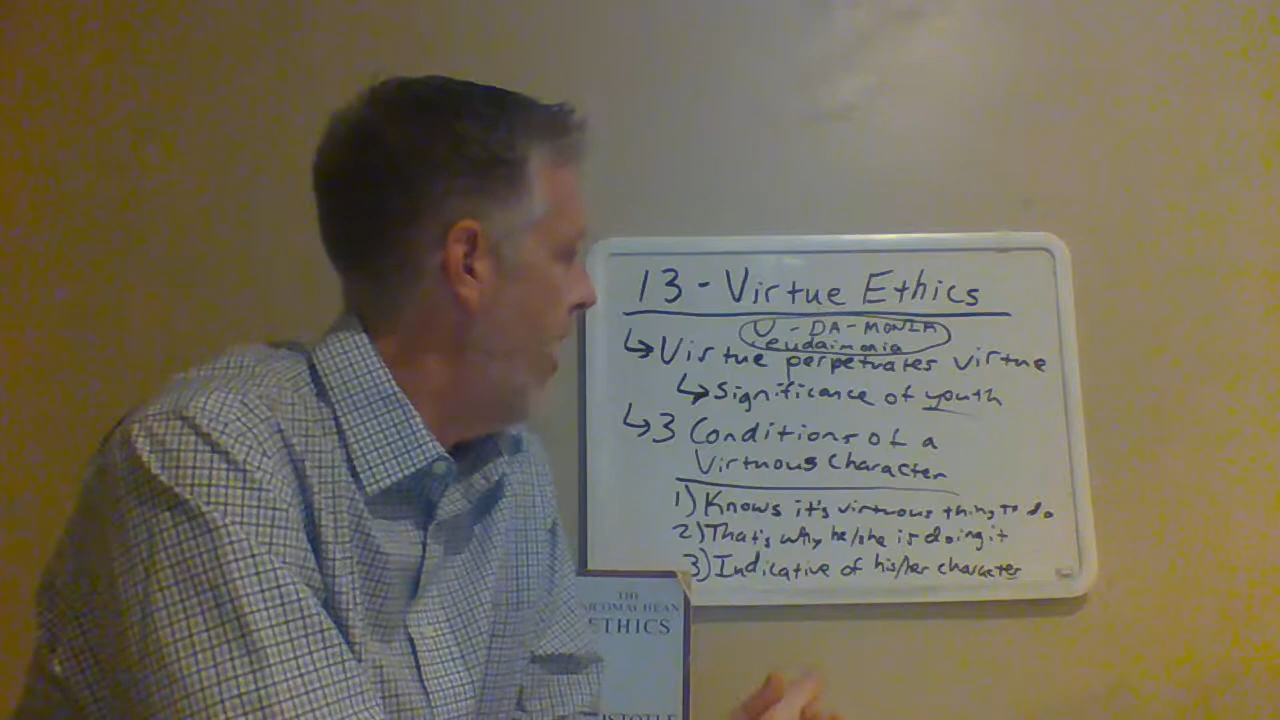 13 - Virtue Ethics
U - DA - MONIA
eudaimonia
↳ Virtue perpetuates virtue
↳ Significance of youth
↳ 3 Conditions of a
Virtuous Character
1) Knows it's virtuous thing to do
2) That's why he/she is doing it
3) Indicative of his/her character
THE
NICOMACHEAN
ETHICS
ARISTOTLE